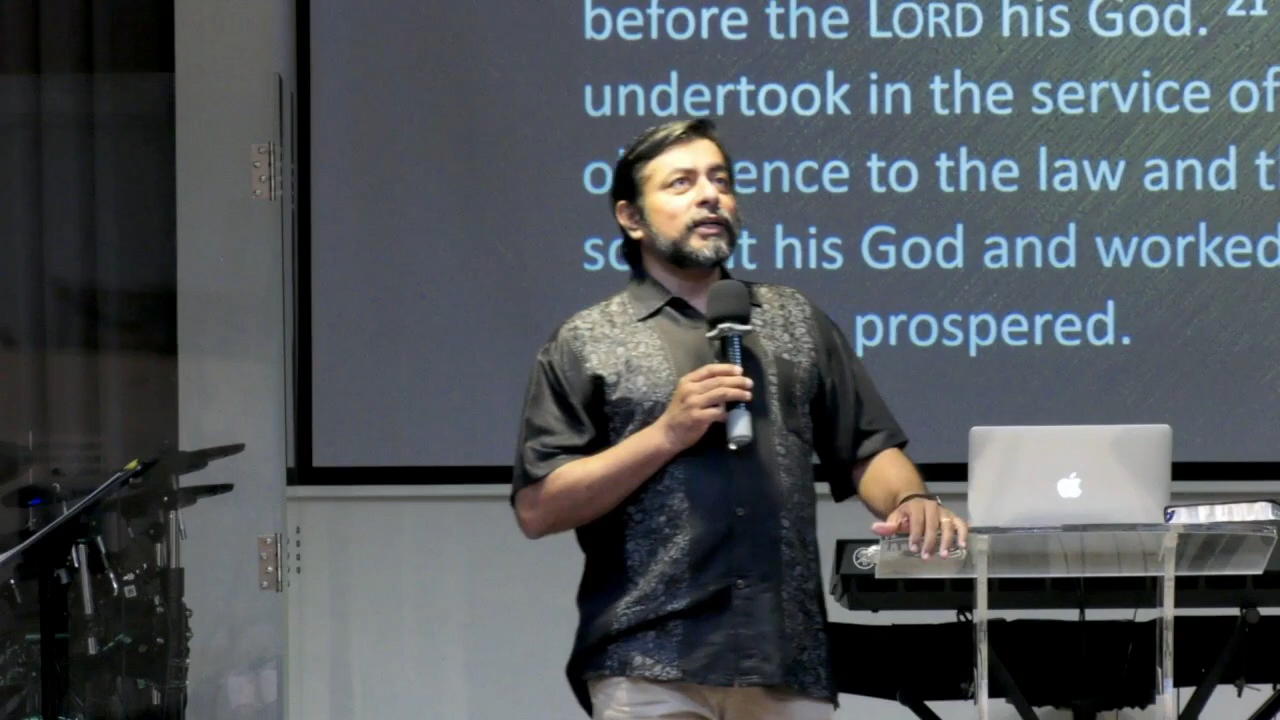 before the LORD his God. 21
undertook in the service of
ence to the law and
his God and worked
prospered.